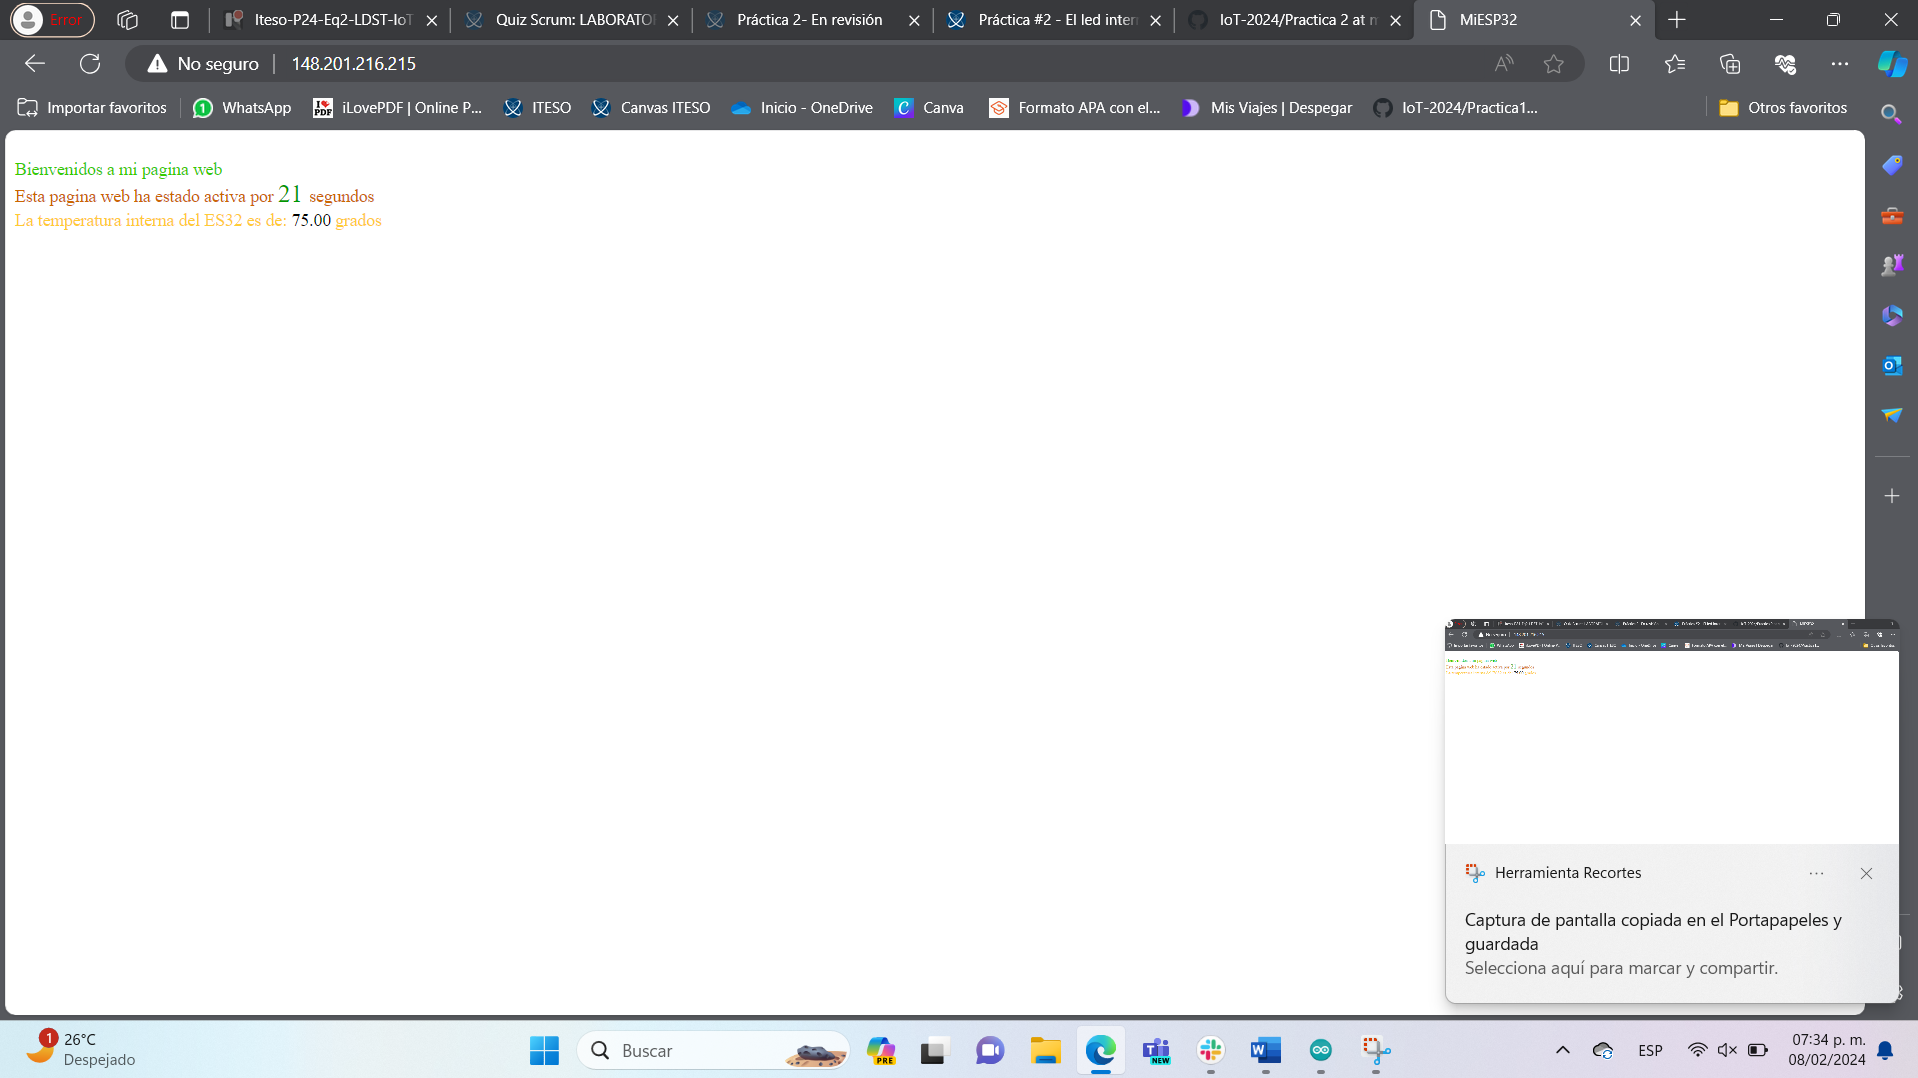 Error
Iteso-P24-Eq2-LDST-IoT
Quiz Scrum: LABORATO
Práctica 2- En revisión
Práctica #2 - El led inter
IoT-2024/Practica 2 at m
MiESP32
No seguro
148.201.216.215
Importar favoritos
WhatsApp
iLovePDF | Online P...
ITESO
Canvas ITESO
Inicio - OneDrive
Canva
Formato APA con el...
Mis Viajes | Despegar
IoT-2024/Practica1...
Otros favoritos
Bienvenidos a mi pagina web
Esta pagina web ha estado activa por 21 segundos
La temperatura interna del ES32 es de: 75.00 grados
Herramienta Recortes
Captura de pantalla copiada en el Portapapeles y
guardada
Selecciona aquí para marcar y compartir.
1
26°C
Despejado
Buscar
PRE
NEW
ESP
07:34 p. m.
08/02/2024